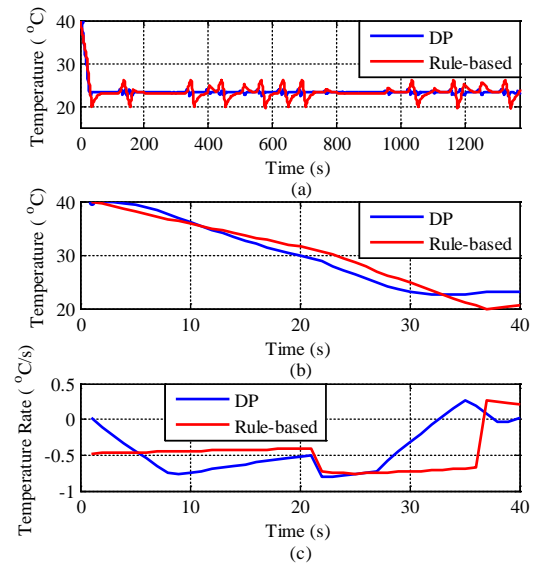 40
30
20
Temperature ( °C)
DP
Rule-based
0 200 400 600 800 1000 1200
Time (s)
(a)
40
30
20
Temperature ( °C)
DP
Rule-based
0 10 20 30 40
Time (s)
(b)
0.5
0
-0.5
-1
Temperature Rate ( °C/s)
DP
Rule-based
0 10 20 30 40
Time (s)
(c)